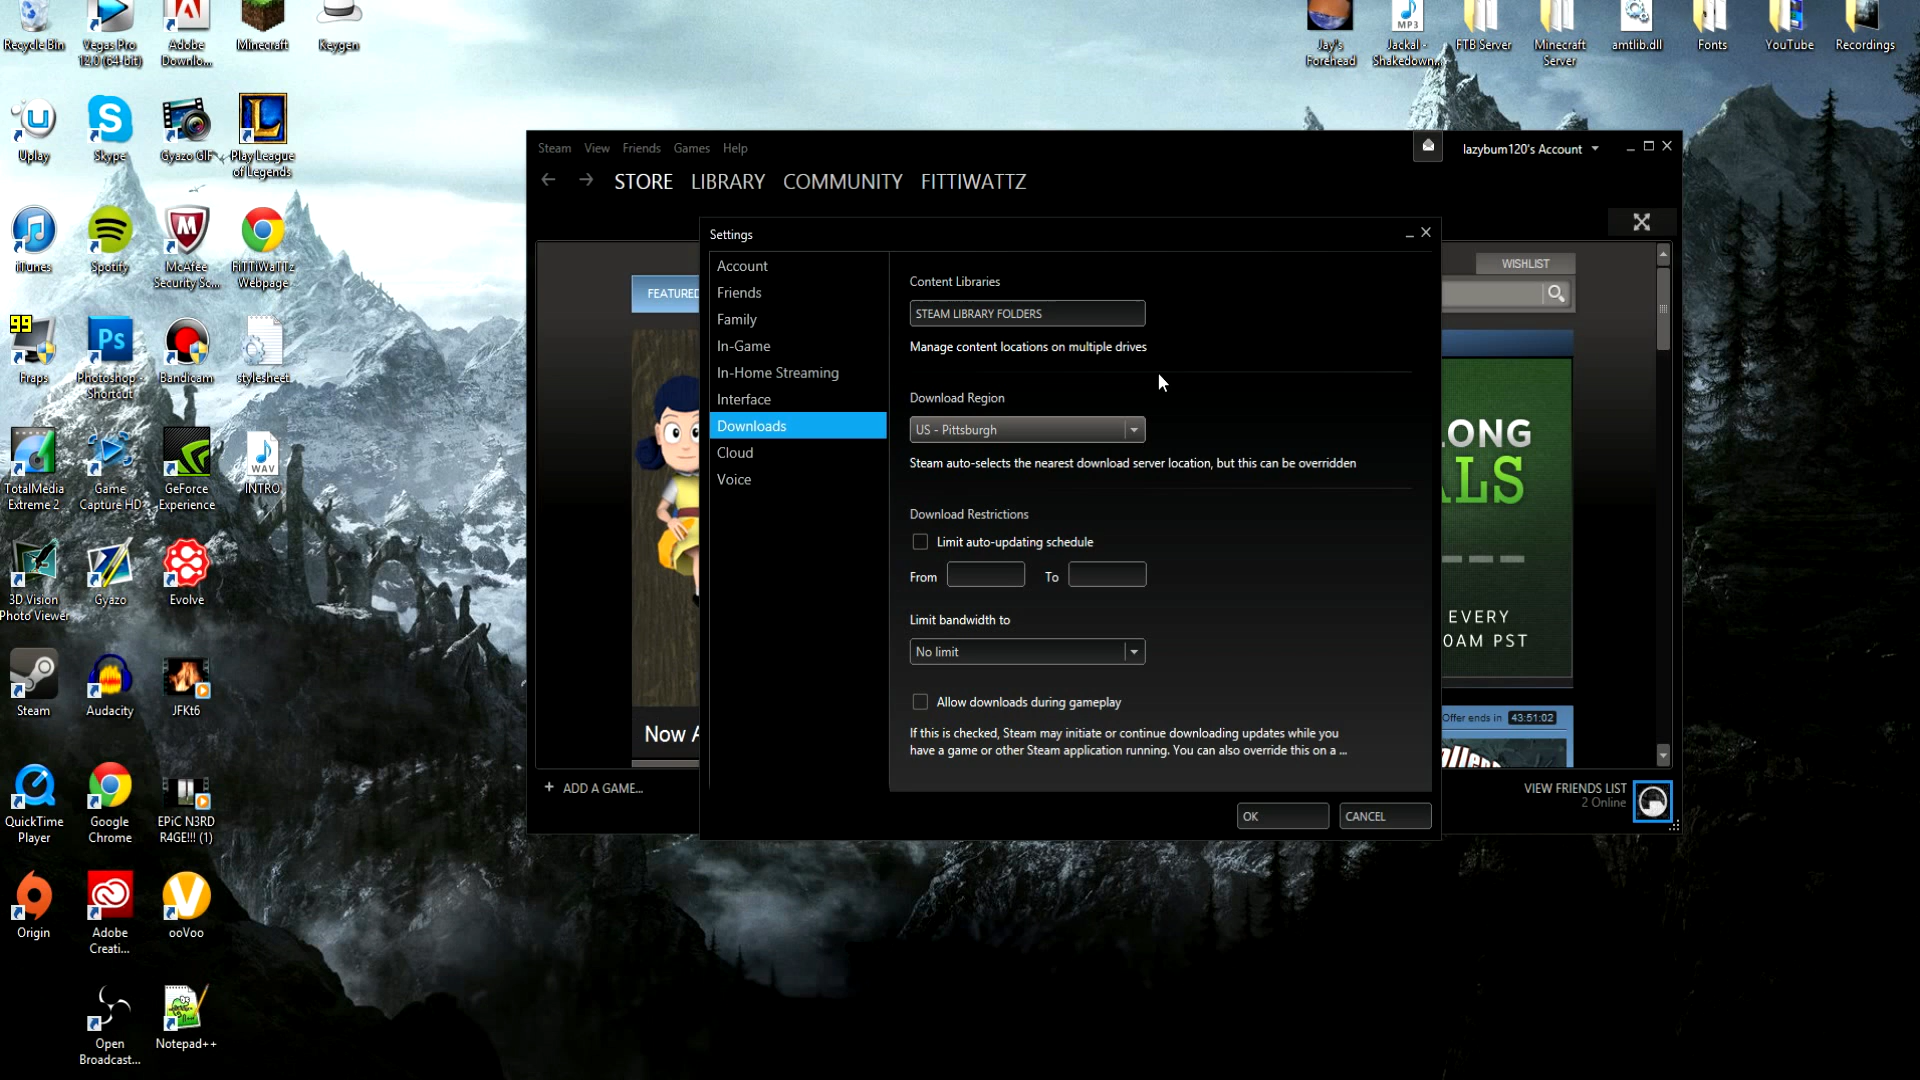 Recycle Bin
Vegas Pro
12.0 (64-bit)
Adobe
Downlo...
Minecraft
Keygen
Jay's
Forehead
MP3
Jackal -
Shakedown...
FTB Server
Minecraft
Server
amtlib.dll
Fonts
YouTube
Recordings
Uplay
Skype
Gyazo GIF
Play League
of Legends
iTunes
Spotify
McAfee
Security Sc...
FiTTiWaTTz
Webpage
99
Fraps
Ps
Photoshop -
Shortcut
Bandicam
stylesheet
TotalMedia
Extreme 2
Game
Capture HD
GeForce
Experience
WAV
INTRO
3D Vision
Photo Viewer
Gyazo
Evolve
Steam
Audacity
JFKt6
QuickTime
Player
Google
Chrome
EPiC N3RD
R4GE!!! (1)
Origin
Adobe
Creati...
ooVoo
Open
Broadcast...
Notepad++
Steam View Friends Games Help
lazybum120's Account
STORE LIBRARY COMMUNITY FITTIWATTZ
WISHLIST
FEATURED
Now A
LONG
ALS
EVERY
0AM PST
Offer ends in 43:51:02
+ ADD A GAME...
VIEW FRIENDS LIST
2 Online
Settings
Account
Friends
Family
In-Game
In-Home Streaming
Interface
Downloads
Cloud
Voice
Content Libraries
STEAM LIBRARY FOLDERS
Manage content locations on multiple drives
Download Region
US - Pittsburgh
Steam auto-selects the nearest download server location, but this can be overridden
Download Restrictions
Limit auto-updating schedule
From To
Limit bandwidth to
No limit
Allow downloads during gameplay
If this is checked, Steam may initiate or continue downloading updates while you
have a game or other Steam application running. You can also override this on a ...
OK CANCEL